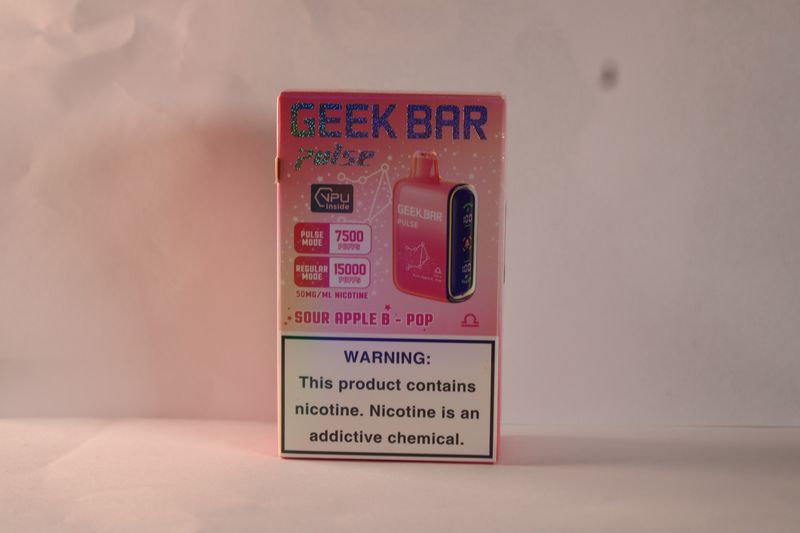 GEEK BAR
pulse
VPU
inside
PULSE
MODE
7500
PUFFS
REGULAR
MODE
15000
PUFFS
50MG/ML NICOTINE
SOUR APPLE B - POP
GEEK BAR
PULSE
WARNING:
This product contains
nicotine. Nicotine is an
addictive chemical.